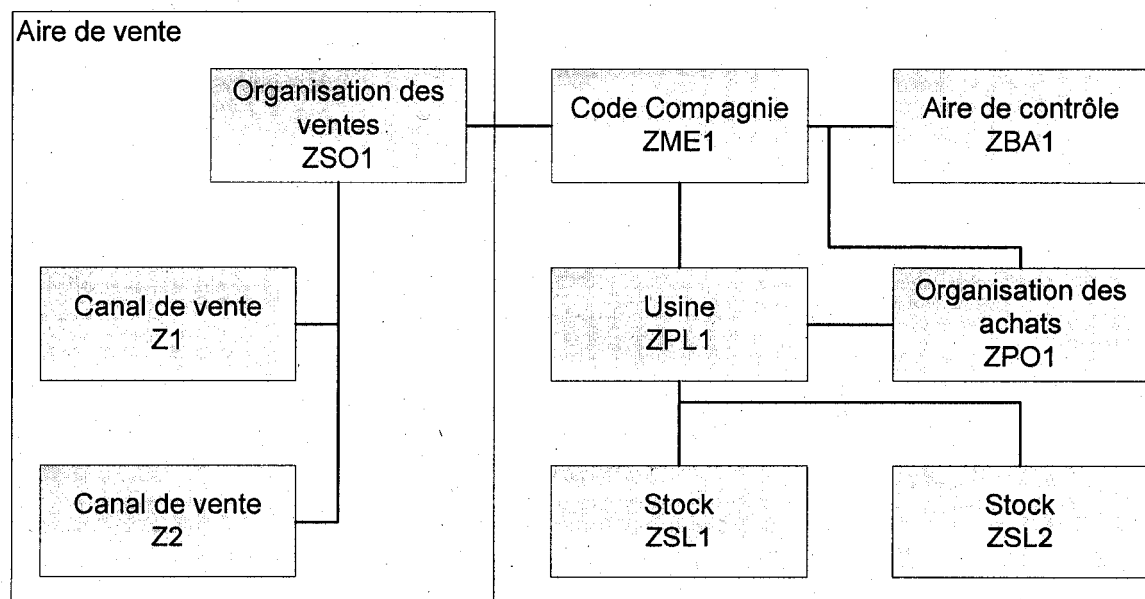 Aire de vente
Organisation des
ventes
ZSO1
Code Compagnie
ZME1
Aire de contrôle
ZBA1
Canal de vente
Z1
Usine
ZPL1
Organisation des
achats
ZPO1
Canal de vente
Z2
Stock
ZSL1
Stock
ZSL2